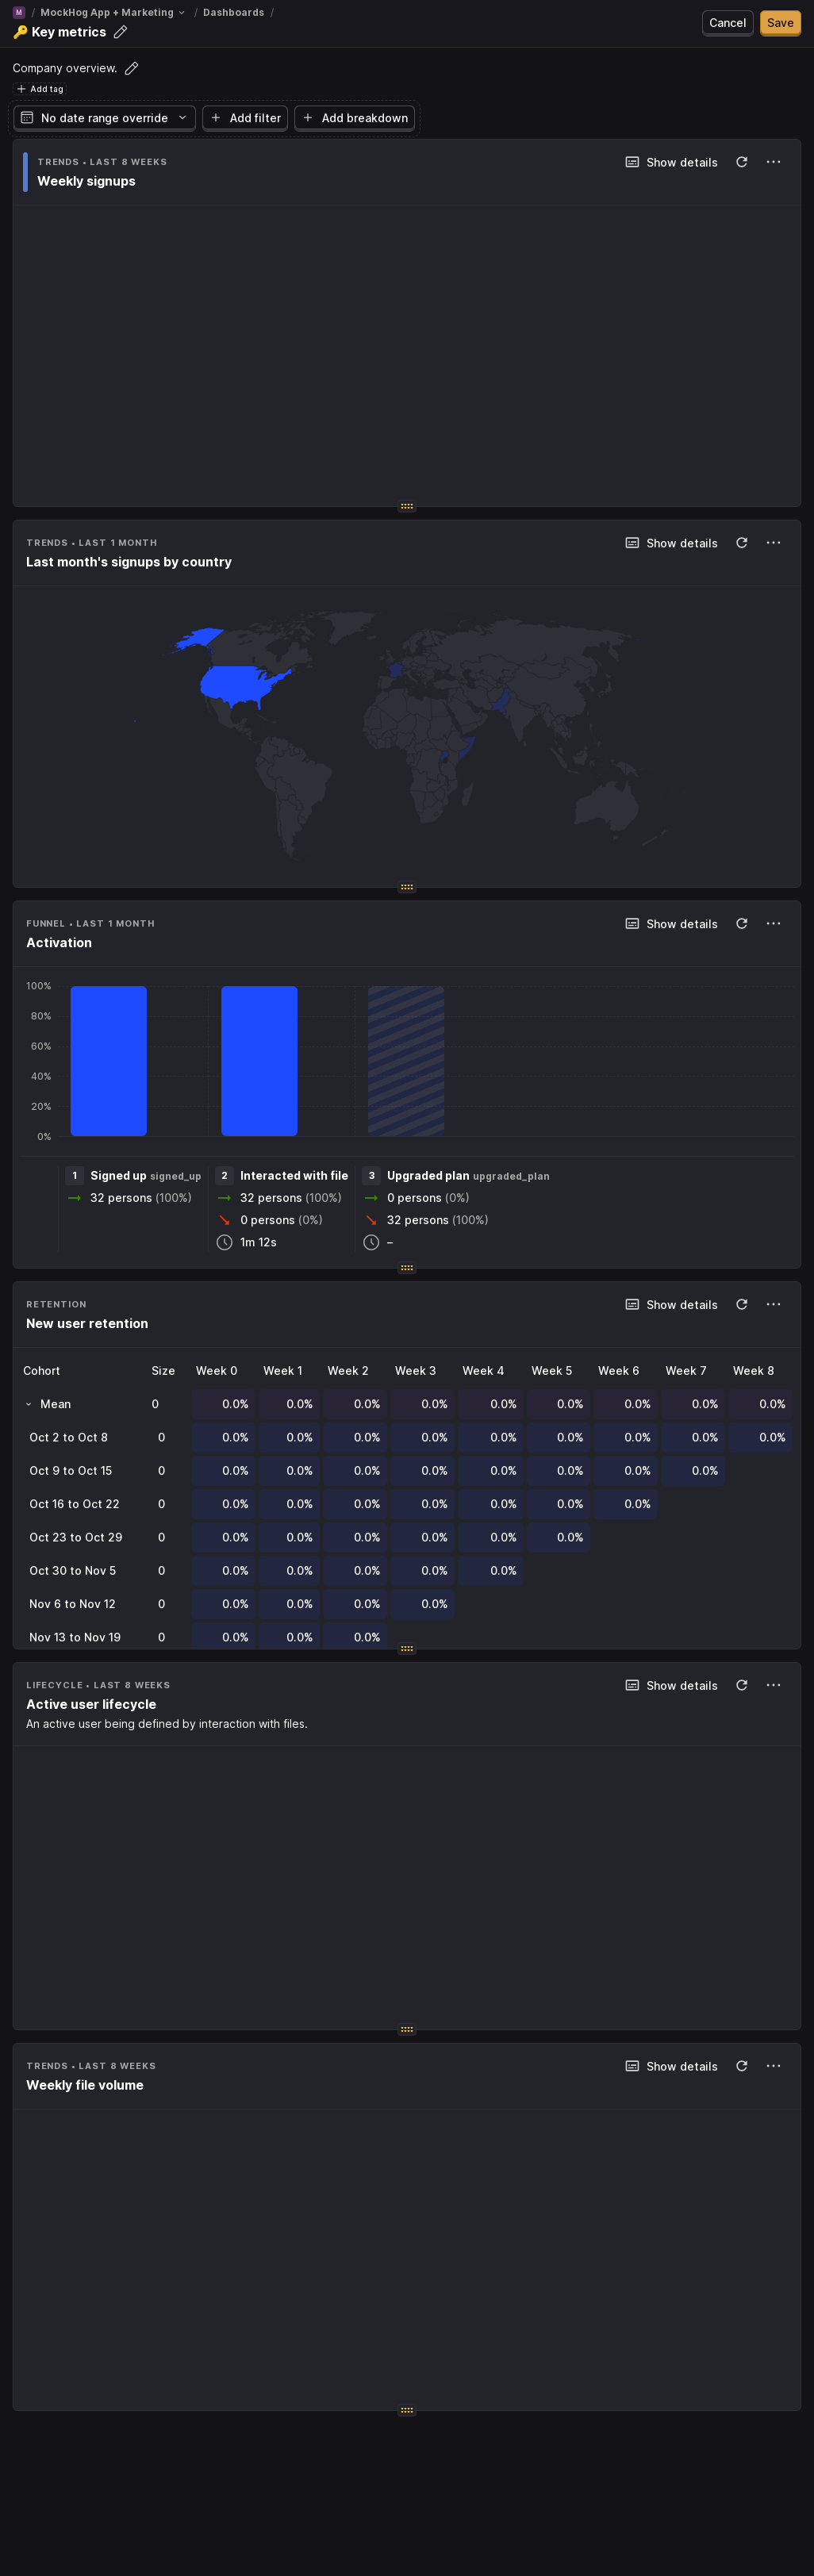 M / MockHog App + Marketing / Dashboards /
🔑 Key metrics
Cancel
Save
Company overview.
Add tag
No date range override
Add filter
Add breakdown
TRENDS • LAST 8 WEEKS
Show details
Weekly signups
TRENDS • LAST 1 MONTH
Show details
Last month's signups by country
FUNNEL • LAST 1 MONTH
Show details
Activation
100%
80%
60%
40%
20%
0%
1 Signed up signed_up
32 persons (100%)
2 Interacted with file
32 persons (100%)
0 persons (0%)
1m 12s
3 Upgraded plan upgraded_plan
0 persons (0%)
32 persons (100%)
–
RETENTION
Show details
New user retention
Cohort Size Week 0 Week 1 Week 2 Week 3 Week 4 Week 5 Week 6 Week 7 Week 8
Mean 0 0.0% 0.0% 0.0% 0.0% 0.0% 0.0% 0.0% 0.0% 0.0%
Oct 2 to Oct 8 0 0.0% 0.0% 0.0% 0.0% 0.0% 0.0% 0.0% 0.0% 0.0%
Oct 9 to Oct 15 0 0.0% 0.0% 0.0% 0.0% 0.0% 0.0% 0.0% 0.0%
Oct 16 to Oct 22 0 0.0% 0.0% 0.0% 0.0% 0.0% 0.0% 0.0%
Oct 23 to Oct 29 0 0.0% 0.0% 0.0% 0.0% 0.0% 0.0%
Oct 30 to Nov 5 0 0.0% 0.0% 0.0% 0.0% 0.0%
Nov 6 to Nov 12 0 0.0% 0.0% 0.0% 0.0%
Nov 13 to Nov 19 0 0.0% 0.0% 0.0%
LIFECYCLE • LAST 8 WEEKS
Show details
Active user lifecycle
An active user being defined by interaction with files.
TRENDS • LAST 8 WEEKS
Show details
Weekly file volume